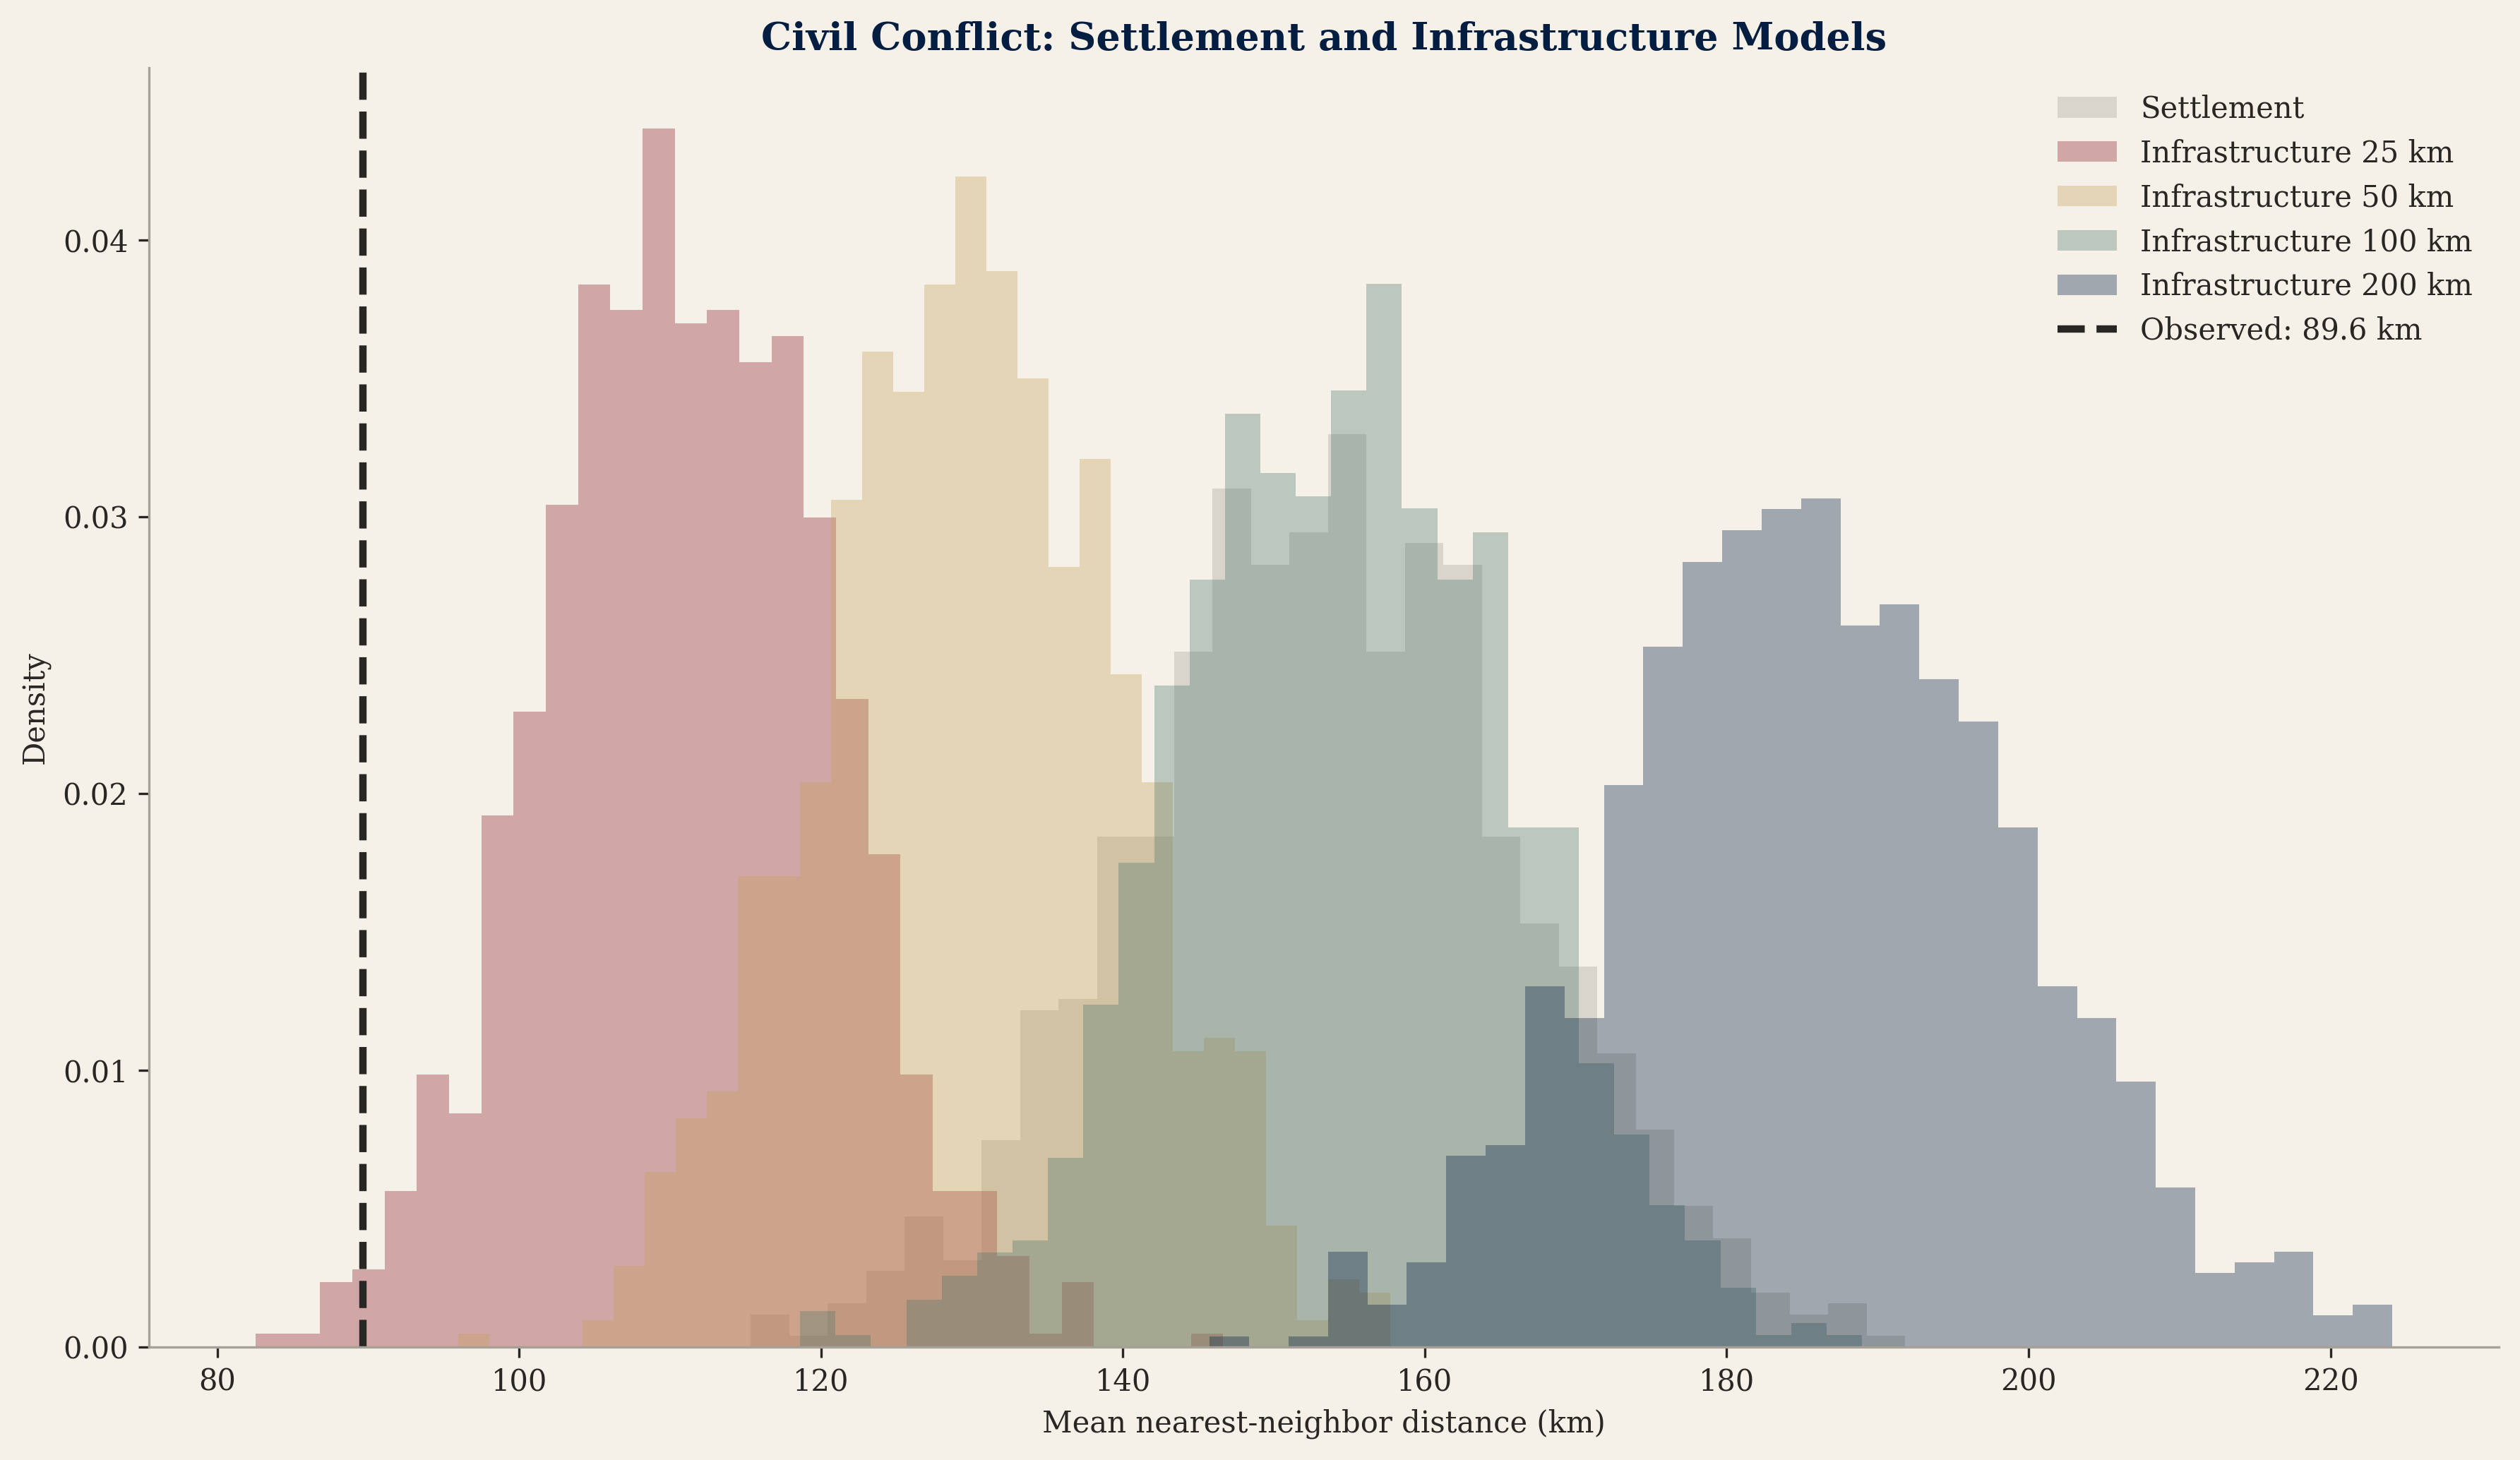 Civil Conflict: Settlement and Infrastructure Models
Settlement
Infrastructure 25 km
Infrastructure 50 km
Infrastructure 100 km
Infrastructure 200 km
Observed: 89.6 km
Density
0.04
0.03
0.02
0.01
0.00
80 100 120 140 160 180 200 220
Mean nearest-neighbor distance (km)